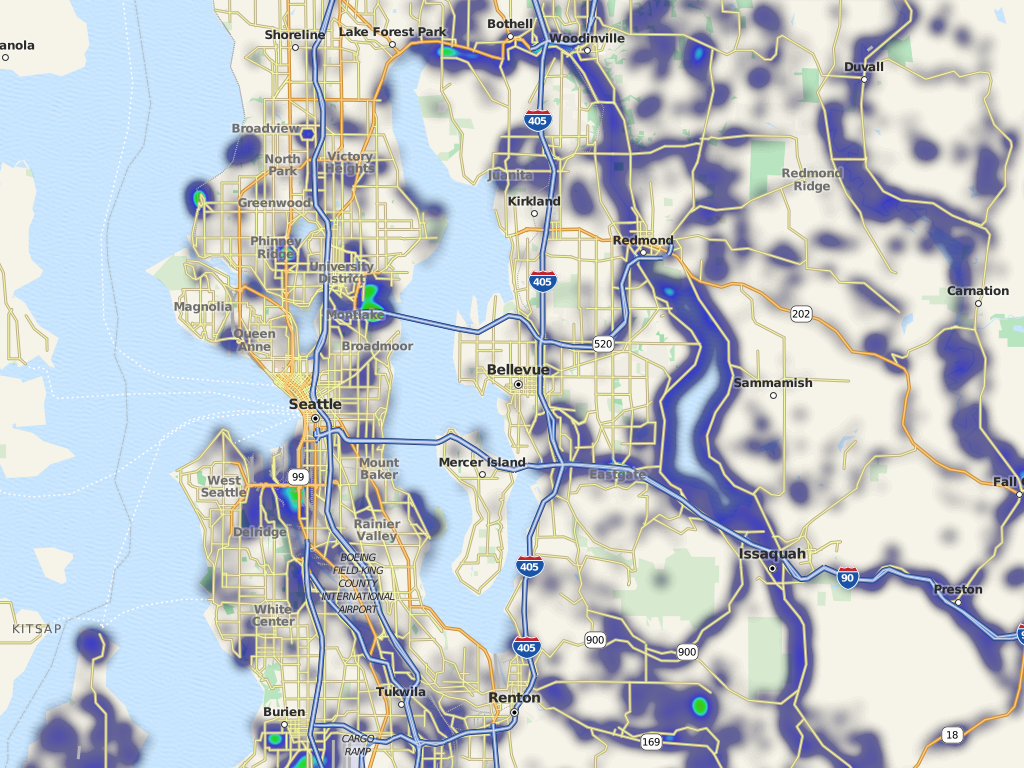 Bothell
Shoreline
Lake Forest Park
Woodinville
anola
Duvall
405
Broadview
North
Park
Victory
Heights
Juanita
Redmond
Ridge
Greenwood
Kirkland
Phinney
Ridge
Redmond
University
District
405
Carnation
Magnolia
Montlake
202
Queen
Anne
Broadmoor
520
Bellevue
Sammamish
Seattle
Mount
Baker
Mercer Island
Eastgate
99
West
Seattle
Fall
Delridge
Rainier
Valley
BOEING
FIELD-KING
COUNTY
INTERNATIONAL
AIRPORT
Issaquah
405
90
Preston
White
Center
KITSAP
900
900
405
Tukwila
Renton
Burien
CARGO
RAMP
169
18